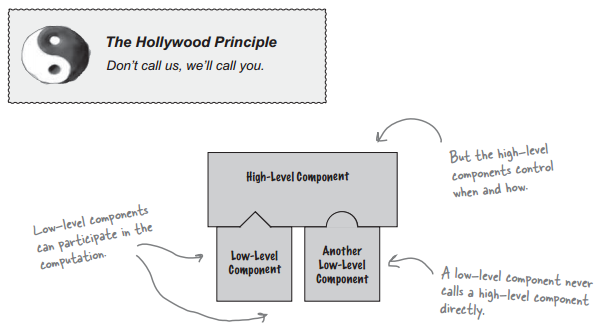 The Hollywood Principle
Don't call us, we'll call you.
But the high-level
components control
when and how.
High-Level Component
Low-level components
can participate in the
computation.
Low-Level
Component
Another
Low-Level
Component
A low-level component never
calls a high-level component
directly.